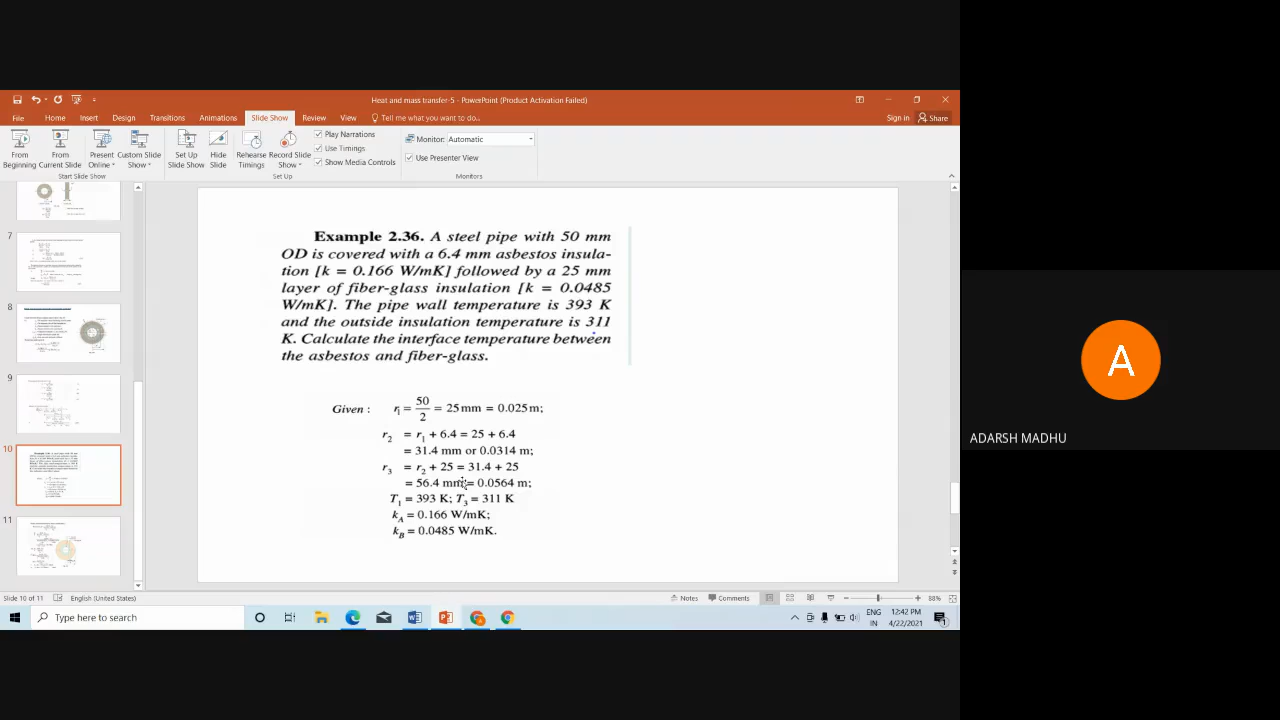 Heat and mass transfer-5 - PowerPoint (Product Activation Failed)
File Home Insert Design Transitions Animations Slide Show Review View Tell me what you want to do... Sign in Share
From Beginning
From Current Slide
Present Online
Custom Slide Show
Start Slide Show
Set Up Slide Show
Hide Slide
Rehearse Timings
Record Slide Show
Play Narrations
Use Timings
Show Media Controls
Set Up
Monitor: Automatic
Use Presenter View
Monitors
7
8
9
10
11
Example 2.36. A steel pipe with 50 mm
OD is covered with a 6.4 mm asbestos insula-
tion [k = 0.166 W/mK] followed by a 25 mm
layer of fiber-glass insulation [k = 0.0485
W/mK]. The pipe wall temperature is 393 K
and the outside insulation temperature is 311
K. Calculate the interface temperature between
the asbestos and fiber-glass.
Given : r₁ = 50/2 = 25 mm = 0.025 m;
r₂ = r₁ + 6.4 = 25 + 6.4
= 31.4 mm or 0.0314 m;
r₃ = r₂ + 25 = 31.4 + 25
= 56.4 mm = 0.0564 m;
T₁ = 393 K; T₃ = 311 K
k_A = 0.166 W/mK;
k_B = 0.0485 W/mK.
ADARSH MADHU
A
Slide 10 of 11 English (United States) Notes Comments 88%
Type here to search
ENG
IN
12:42 PM
4/22/2021
1